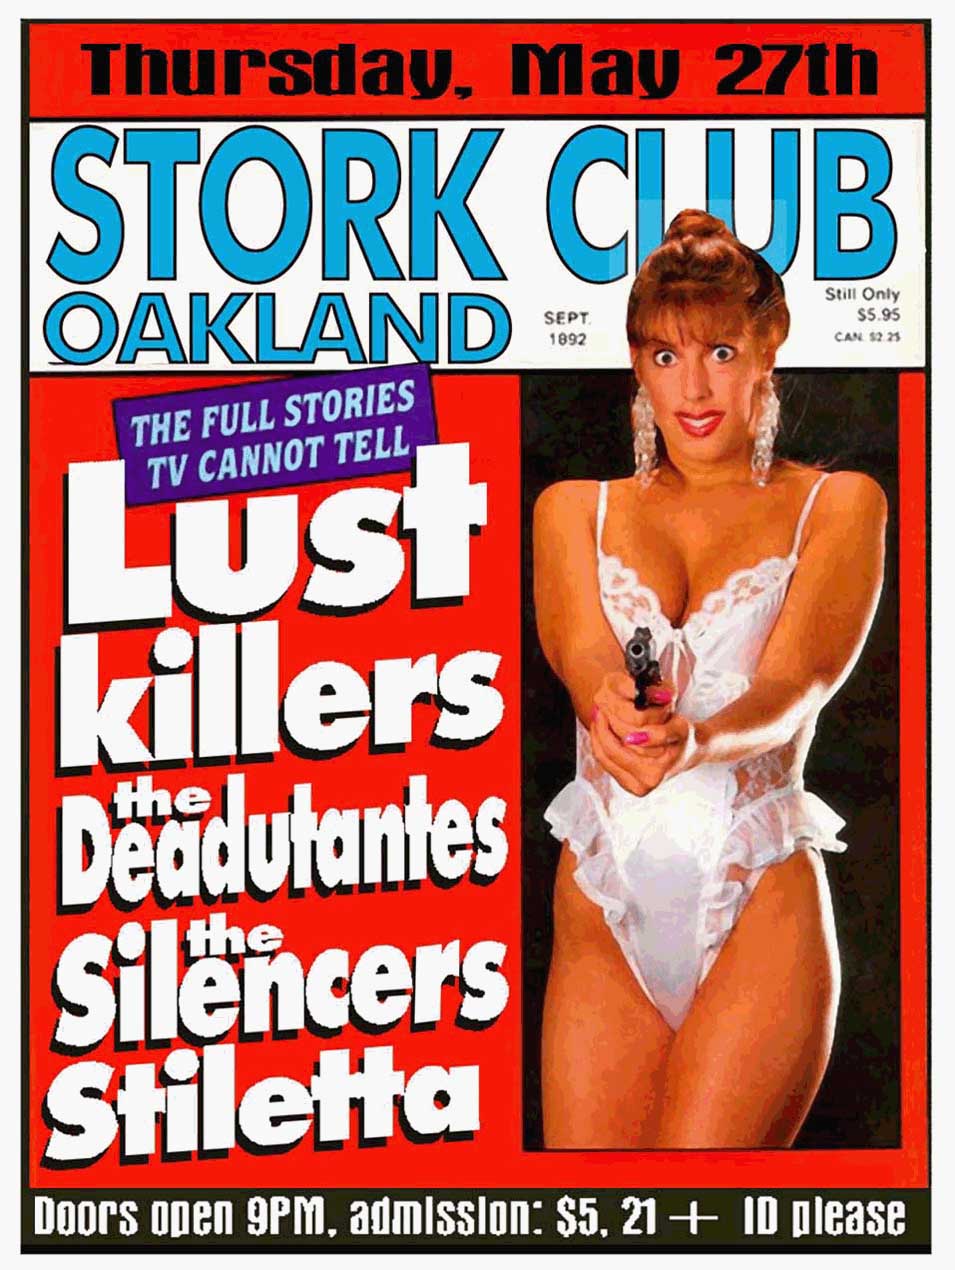 Thursday, May 27th
STORK CLUB
OAKLAND
SEPT.
1892
Still Only
$5.95
CAN. $2.25
THE FULL STORIES
TV CANNOT TELL
Lust
killers
the
Deadutantes
the
Silencers
Stiletta
Doors open 9PM, admission: $5, 21 + ID please